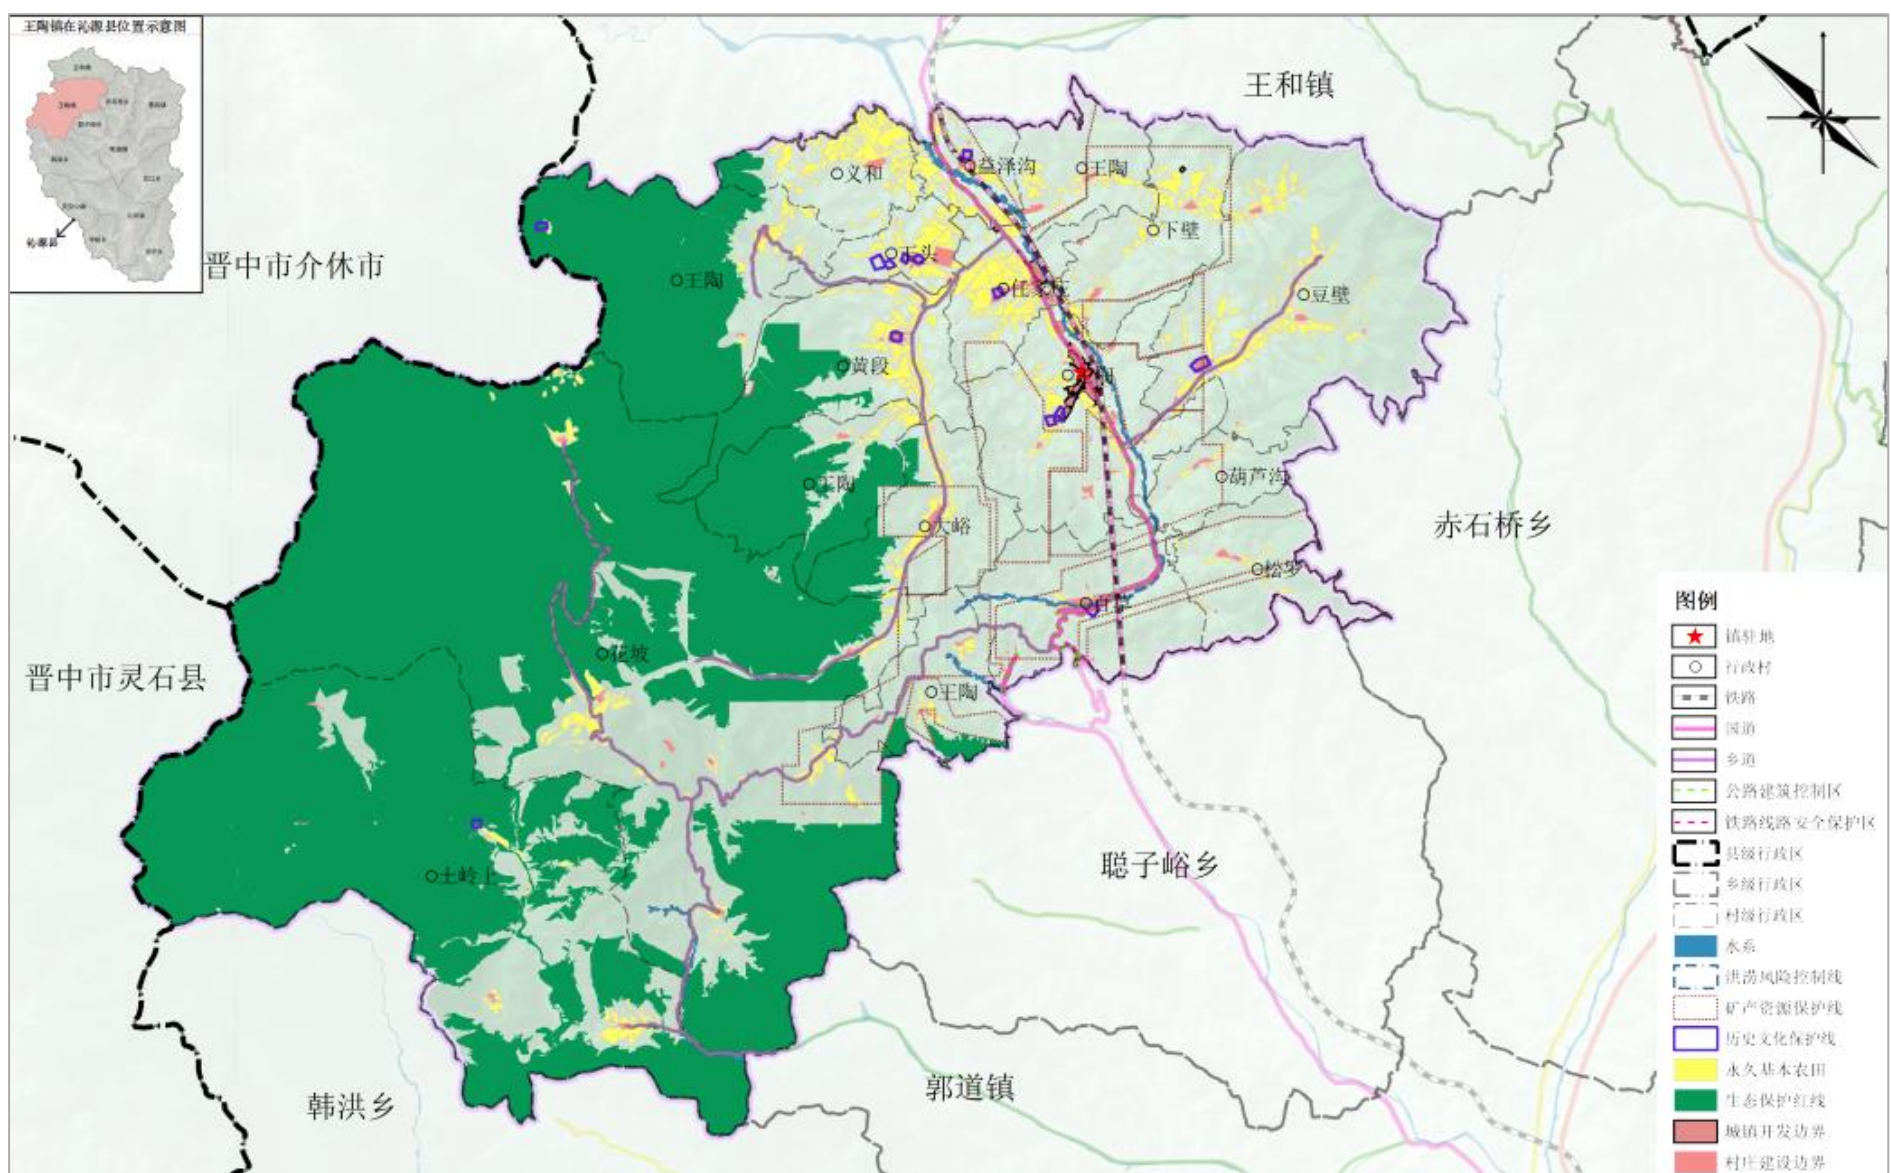 王陶镇在沁源县位置示意图
沁源县
王和镇
晋中市介休市
晋中市灵石县
赤石桥乡
聪子峪乡
郭道镇
韩洪乡
义和
益泽沟
王陶
下壁
王陶
豆壁
黄段
王陶
葫芦沟
大峪
松罗
花坡
王陶
土岭上
图例
镇驻地
行政村
铁路
国道
乡道
公路建筑控制区
铁路线路安全保护区
县级行政区
乡级行政区
村级行政区
水系
洪涝风险控制线
矿产资源保护线
历史文化保护线
永久基本农田
生态保护红线
城镇开发边界
村庄建设边界